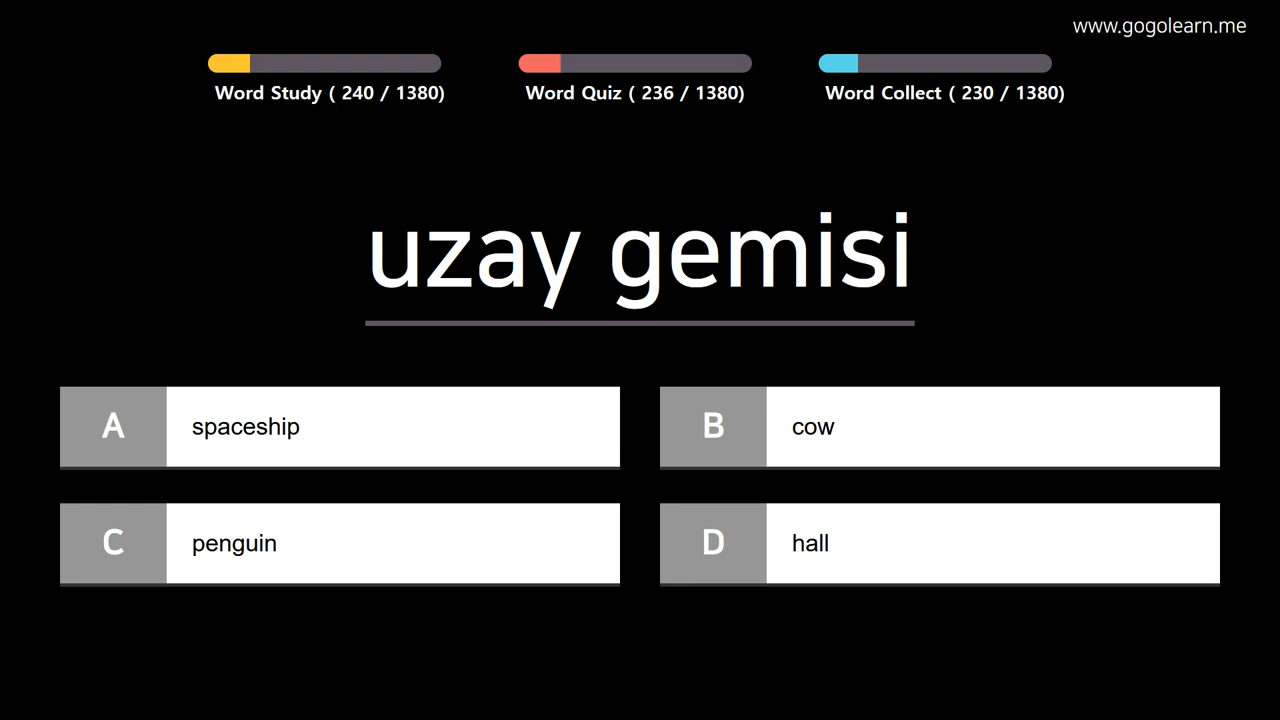 www.gogolearn.me
Word Study ( 240 / 1380)
Word Quiz ( 236 / 1380)
Word Collect ( 230 / 1380)
uzay gemisi
A spaceship
B cow
C penguin
D hall